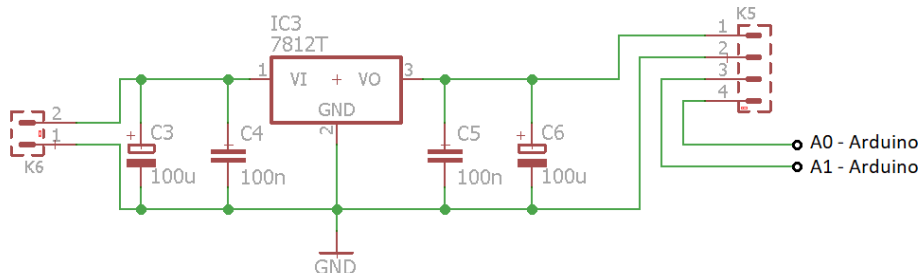 IC3
7812T
K5
1
2
3
4
1
VI
+
VO
3
GND
2
2
1
K6
+
C3
100u
C4
100n
C5
100n
+
C6
100u
A0 - Arduino
A1 - Arduino
GND